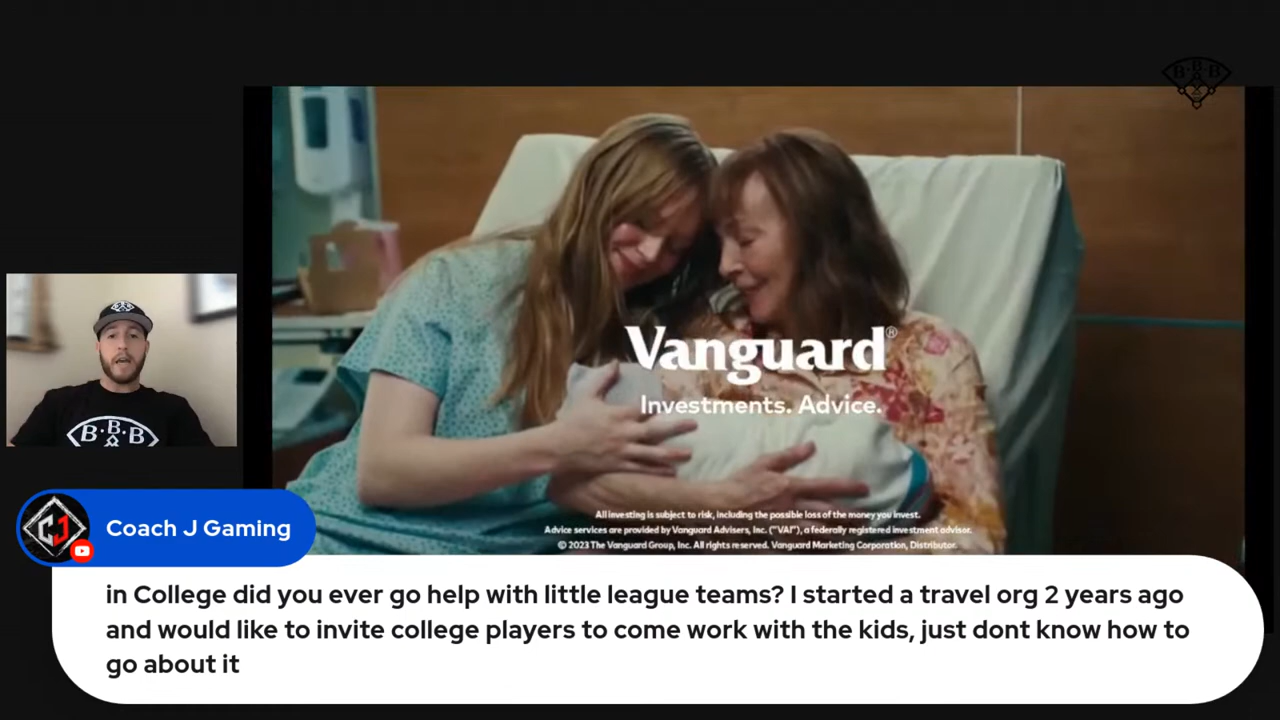 B·B·B
Vanguard®
Investments. Advice.
B·B·B
All investing is subject to risk, including the possible loss of the money you invest.
Advice services are provided by Vanguard Advisers, Inc. ("VAI"), a federally registered investment advisor.
© 2023 The Vanguard Group, Inc. All rights reserved. Vanguard Marketing Corporation, Distributor.
CJ
Coach J Gaming
in College did you ever go help with little league teams? I started a travel org 2 years ago
and would like to invite college players to come work with the kids, just dont know how to
go about it